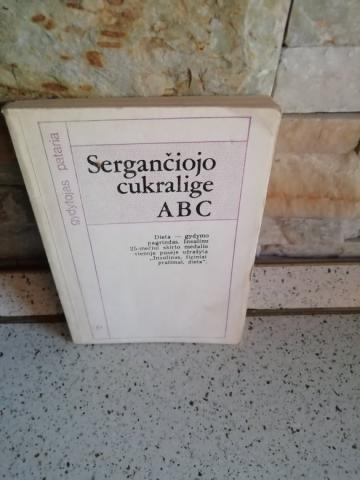 gydytojas pataria
Sergančiojo
cukralige
ABC
Dieta — gydymo
pagrindas. Insulino
25-mečiui skirto medalio
vienoje pusėje užrašyta
„Insulinas, fiziniai
pratimai, dieta“.